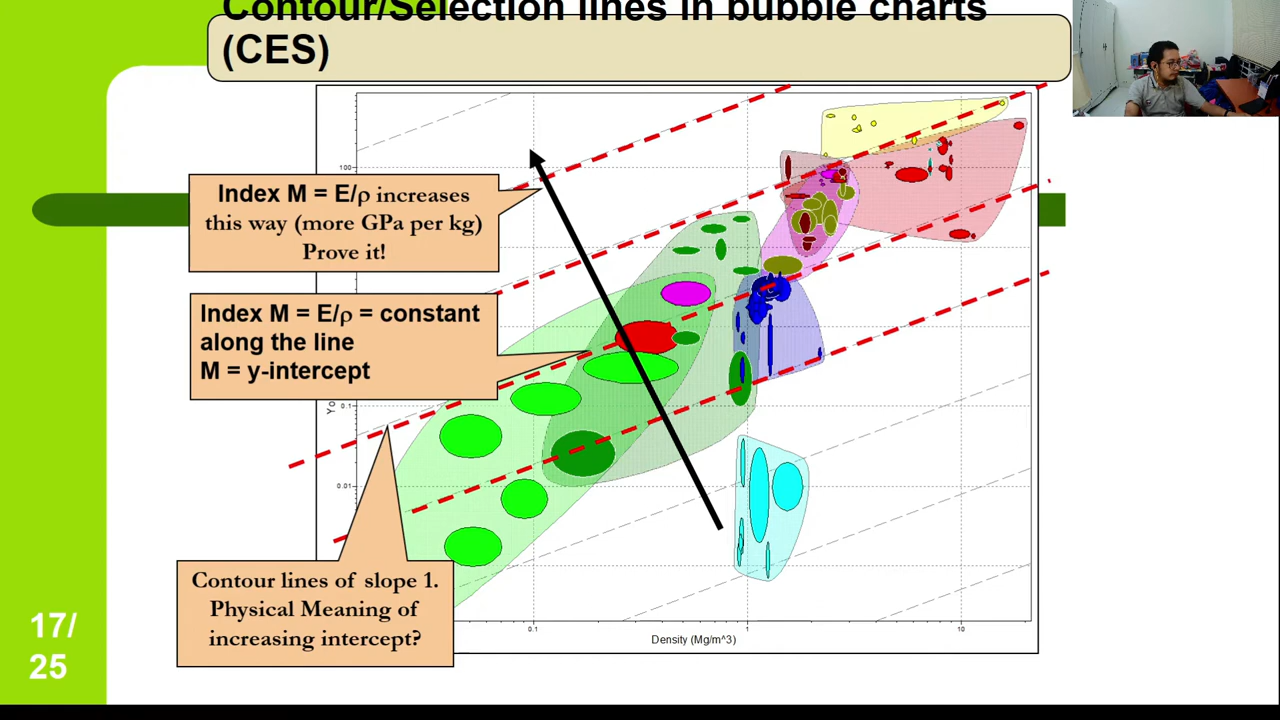 Contour/Selection lines in bubble charts
(CES)
Index M = E/ρ increases
this way (more GPa per kg)
Prove it!
Index M = E/ρ = constant
along the line
M = y-intercept
Contour lines of slope 1.
Physical Meaning of
increasing intercept?
100
0.1
0.01
0.1
1
10
Density (Mg/m^3)
17/
25